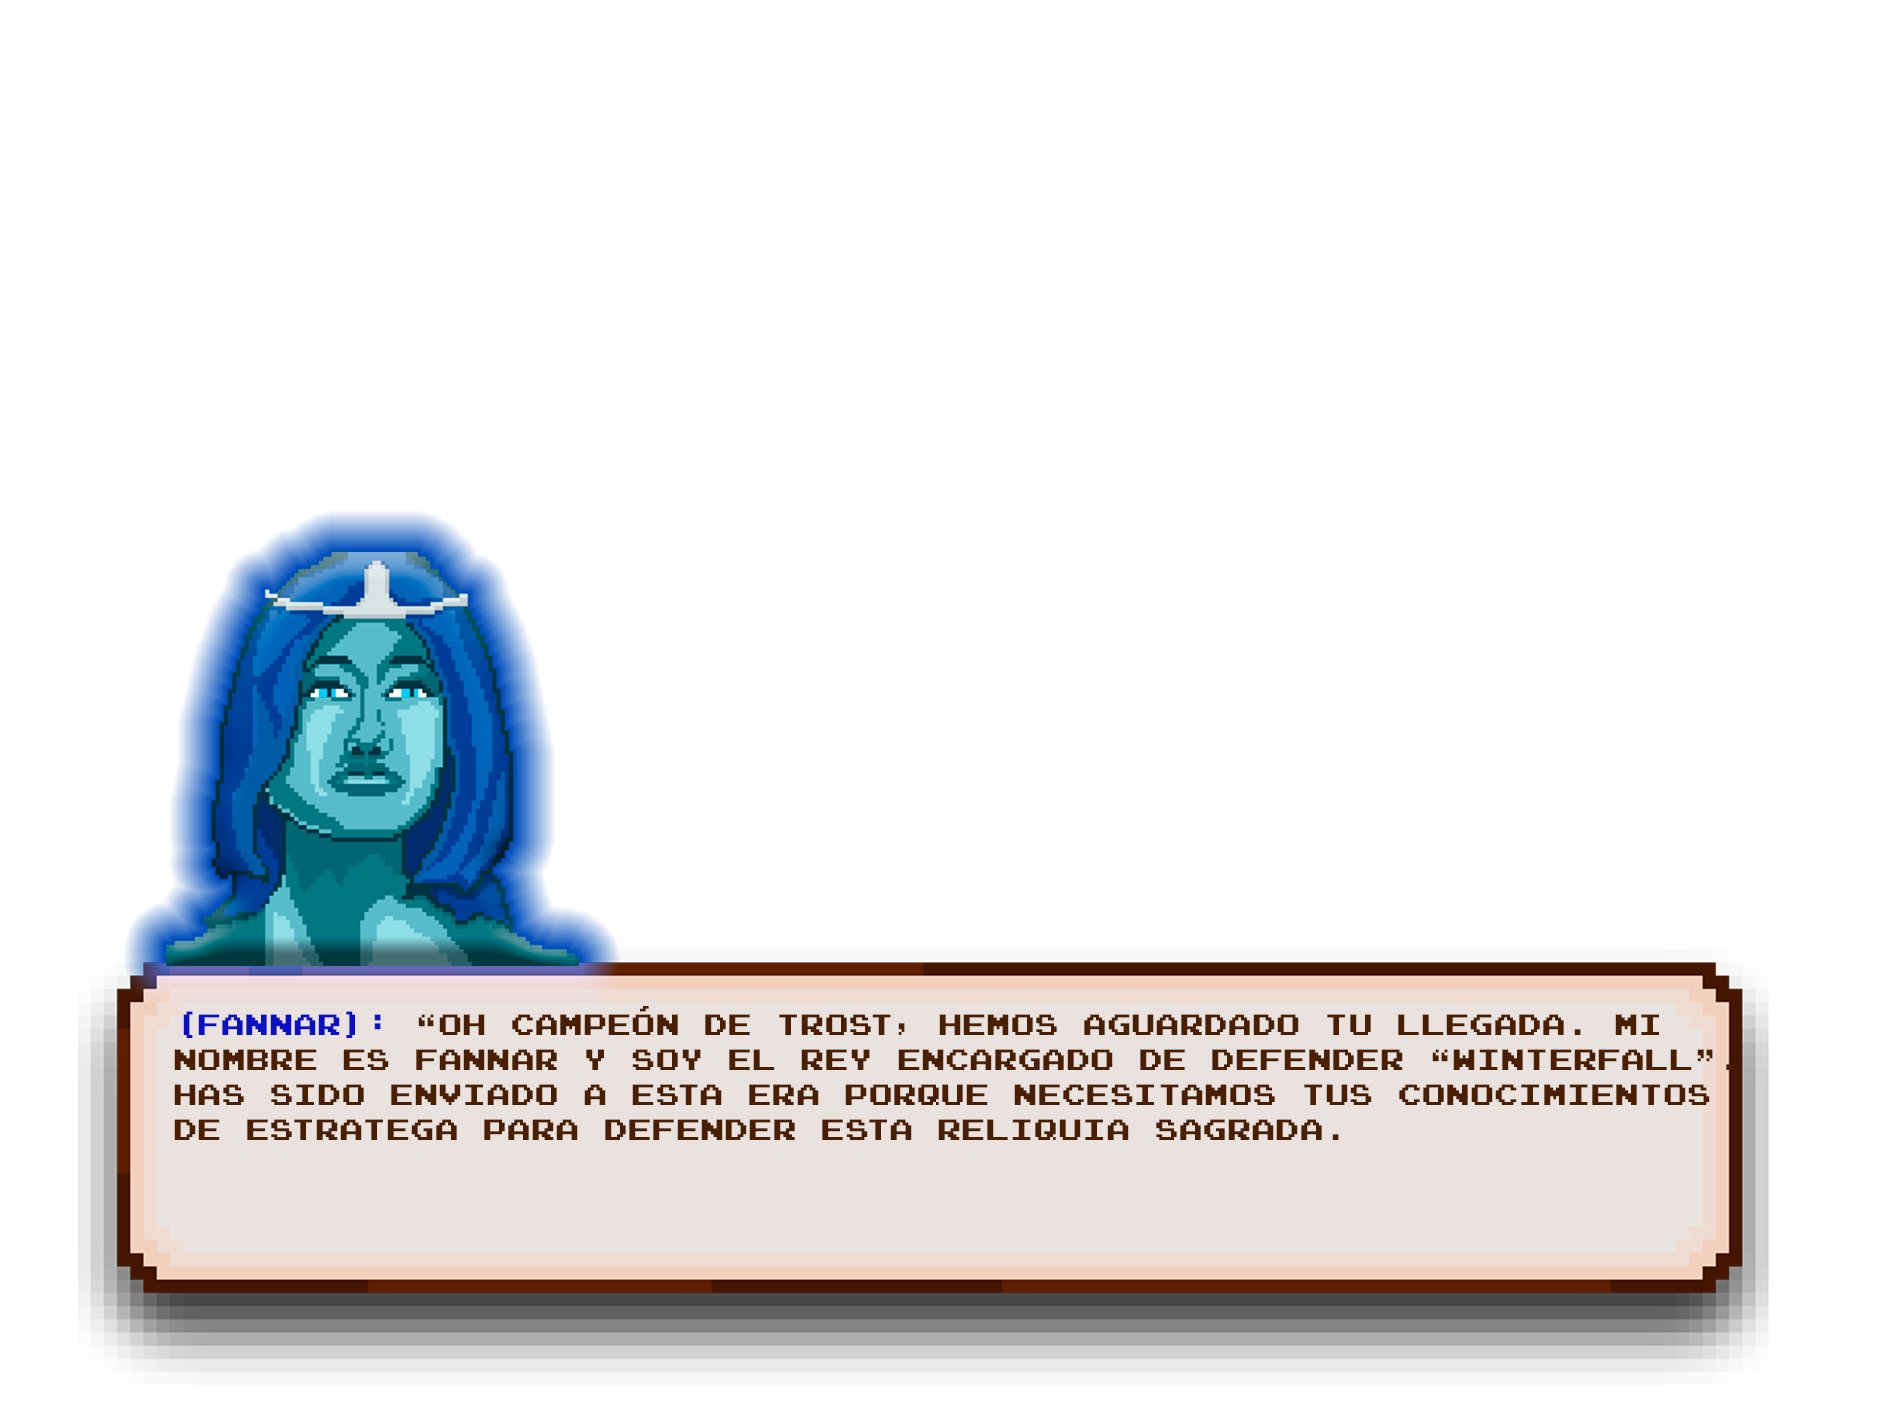 [FANNAR]: “OH CAMPEÓN DE TROST, HEMOS AGUARDADO TU LLEGADA. MI
NOMBRE ES FANNAR Y SOY EL REY ENCARGADO DE DEFENDER “WINTERFALL”.
HAS SIDO ENVIADO A ESTA ERA PORQUE NECESITAMOS TUS CONOCIMIENTOS
DE ESTRATEGA PARA DEFENDER ESTA RELIQUIA SAGRADA.